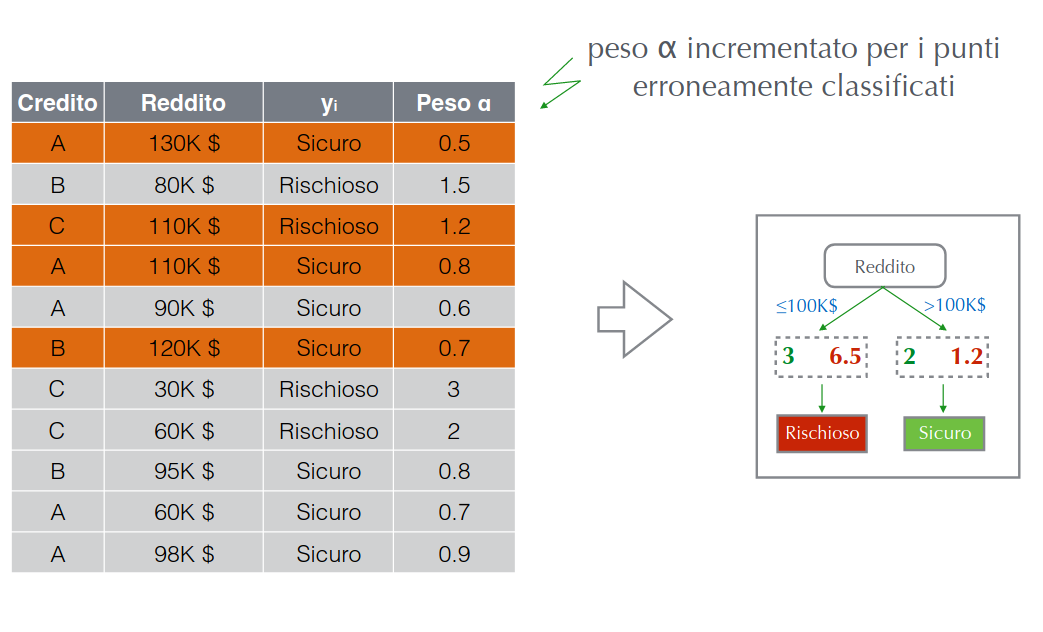 peso α incrementato per i punti
erroneamente classificati
Credito Reddito yi Peso α
A 130K $ Sicuro 0.5
B 80K $ Rischioso 1.5
C 110K $ Rischioso 1.2
A 110K $ Sicuro 0.8
A 90K $ Sicuro 0.6
B 120K $ Sicuro 0.7
C 30K $ Rischioso 3
C 60K $ Rischioso 2
B 95K $ Sicuro 0.8
A 60K $ Sicuro 0.7
A 98K $ Sicuro 0.9
Reddito
≤100K$ >100K$
3 6.5 2 1.2
Rischioso Sicuro